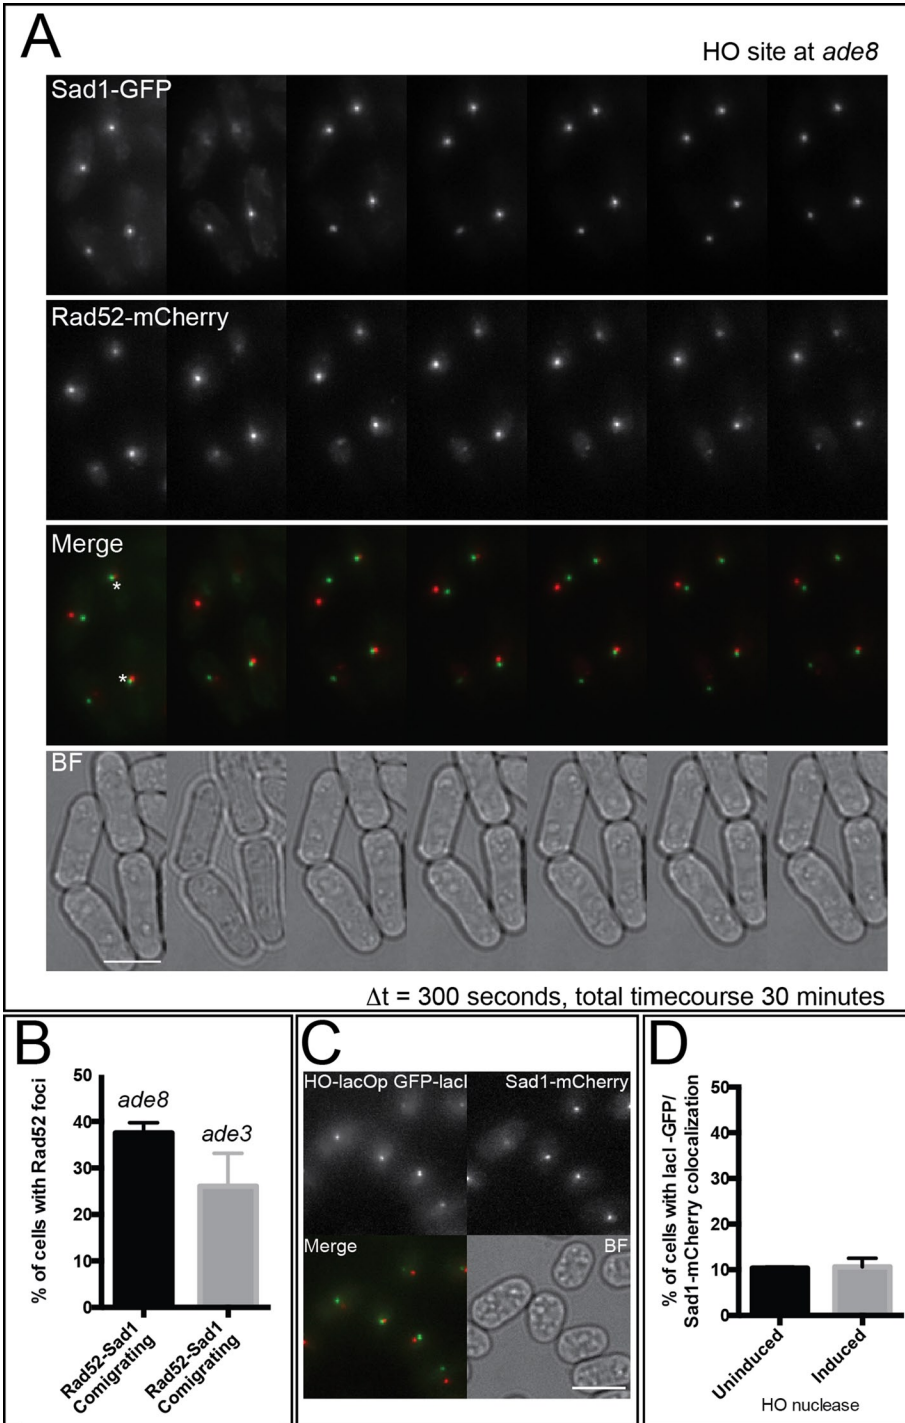 A
HO site at ade8
Sad1-GFP
Rad52-mCherry
Merge
*
*
BF
Δt = 300 seconds, total timecourse 30 minutes
B
% of cells with Rad52 foci
50
40
30
20
10
0
ade8
ade3
Rad52-Sad1
Comigrating
Rad52-Sad1
Comigrating
C
HO-lacOp GFP-lacI
Sad1-mCherry
Merge
BF
D
% of cells with lacI -GFP/
Sad1-mCherry colocalization
50
40
30
20
10
0
Uninduced
Induced
HO nuclease